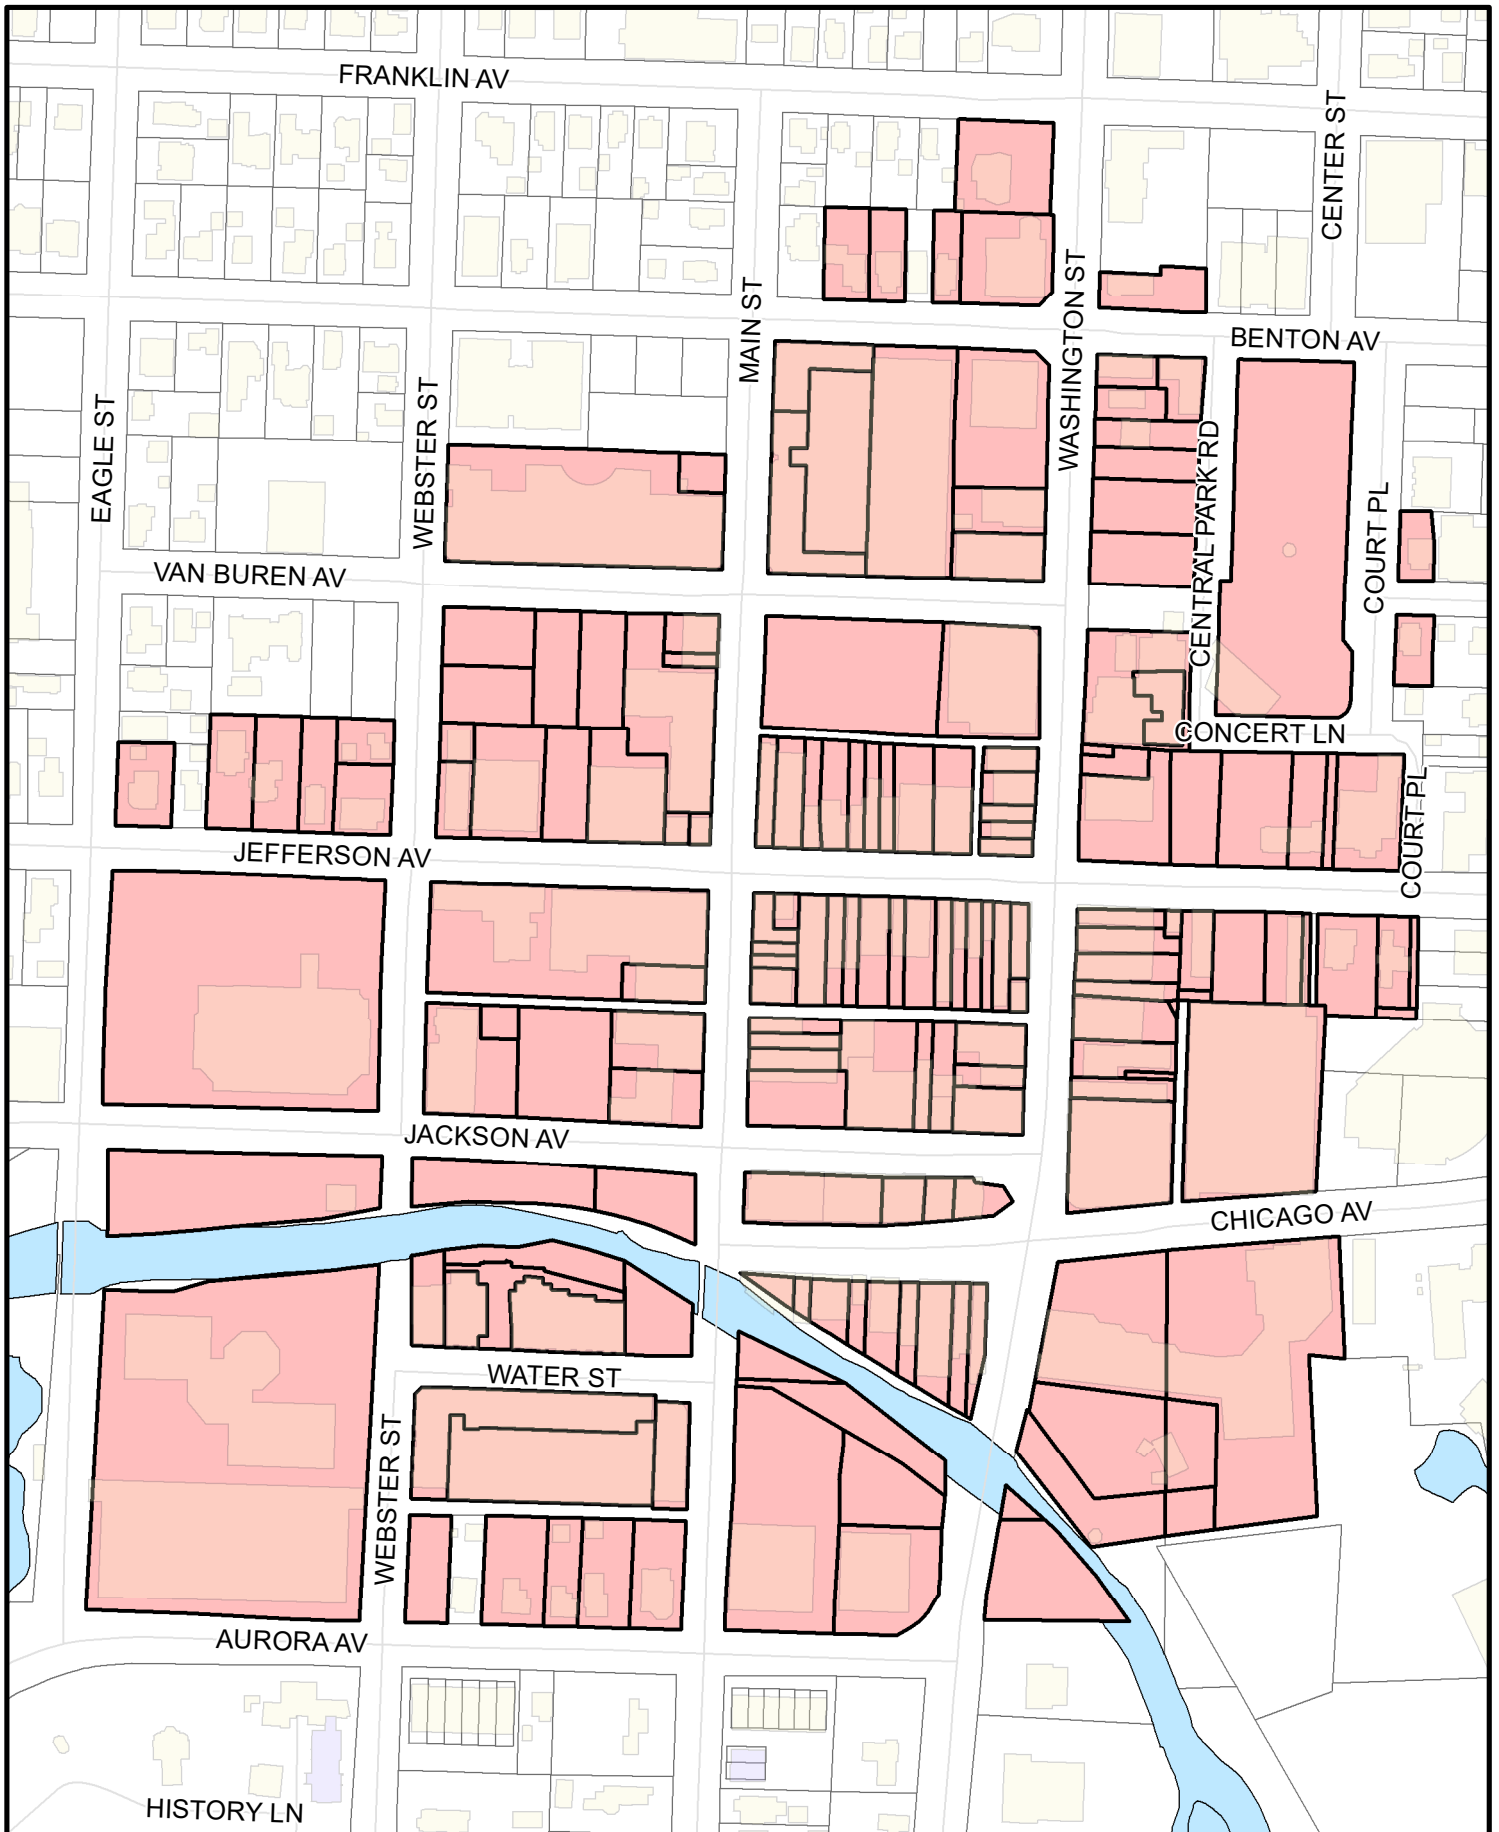 FRANKLIN AV
CENTER ST
MAIN ST
WASHINGTON ST
BENTON AV
EAGLE ST
WEBSTER ST
CENTRAL PARK RD
COURT PL
VAN BUREN AV
CONCERT LN
COURT PL
JEFFERSON AV
JACKSON AV
CHICAGO AV
WATER ST
WEBSTER ST
AURORA AV
HISTORY LN